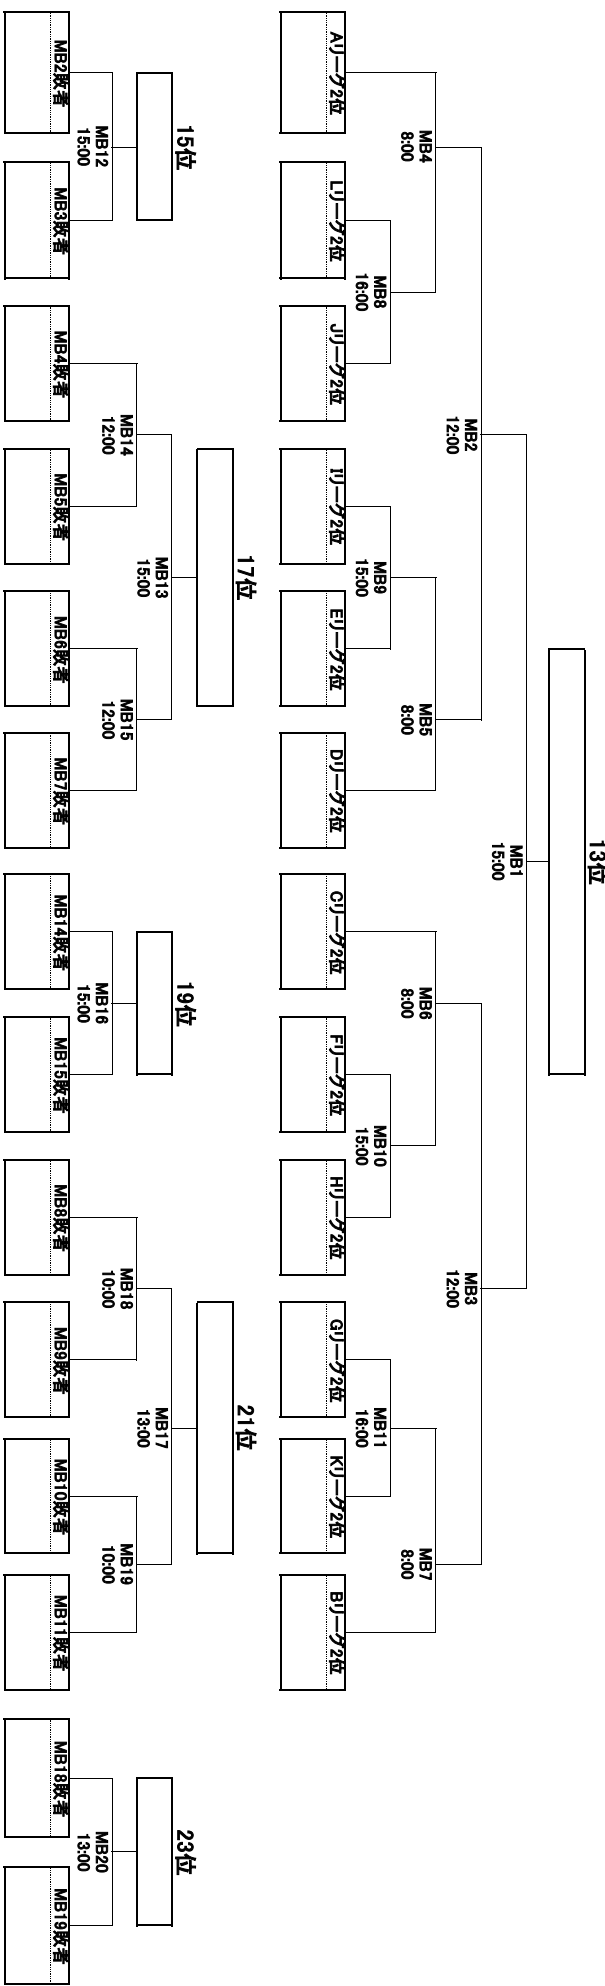 13位
MB1
15:00
MB2
12:00
MB3
12:00
MB4
8:00
MB5
8:00
MB6
8:00
MB7
8:00
MB8
16:00
MB9
15:00
MB10
15:00
MB11
16:00
Aリーグ2位
Lリーグ2位
Jリーグ2位
Iリーグ2位
Eリーグ2位
Dリーグ2位
Cリーグ2位
Fリーグ2位
Hリーグ2位
Gリーグ2位
Kリーグ2位
Bリーグ2位
15位
17位
19位
21位
23位
MB12
15:00
MB13
15:00
MB14
12:00
MB15
12:00
MB16
15:00
MB17
13:00
MB18
10:00
MB19
10:00
MB20
13:00
MB2敗者
MB3敗者
MB4敗者
MB5敗者
MB6敗者
MB7敗者
MB14敗者
MB15敗者
MB8敗者
MB9敗者
MB10敗者
MB11敗者
MB18敗者
MB19敗者